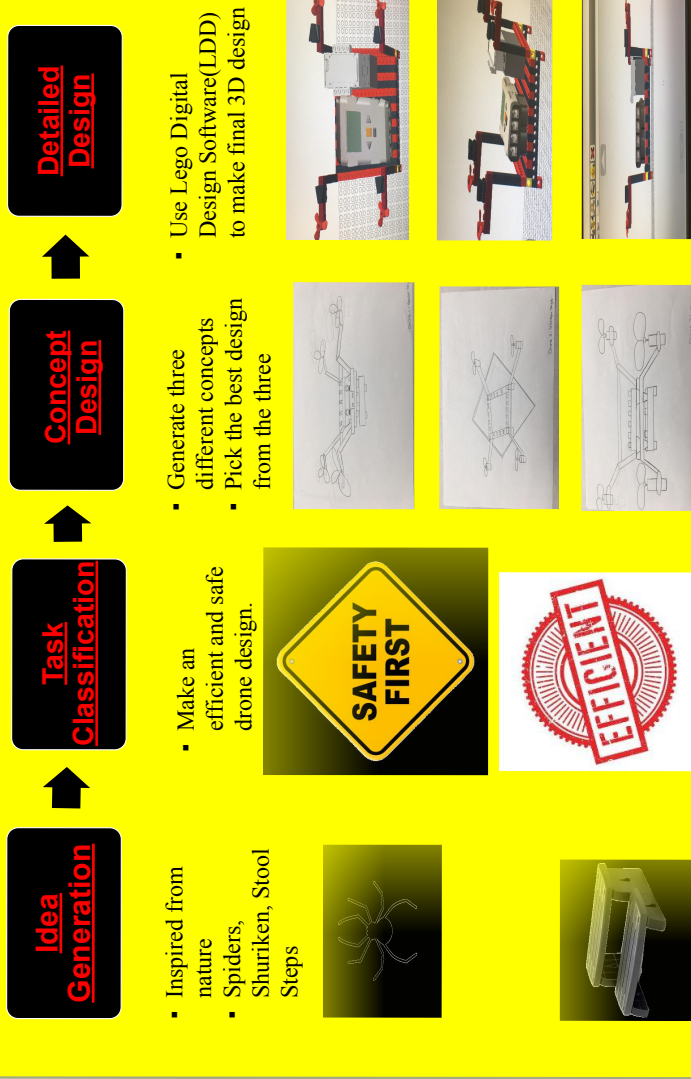 Idea
Generation
Task
Classification
Concept
Design
Detailed
Design
▪ Inspired from
nature
▪ Spiders,
Shuriken, Stool
Steps
▪ Make an
efficient and safe
drone design.
SAFETY
FIRST
EFFICIENT
▪ Generate three
different concepts
▪ Pick the best design
from the three
▪ Use Lego Digital
Design Software(LDD)
to make final 3D design